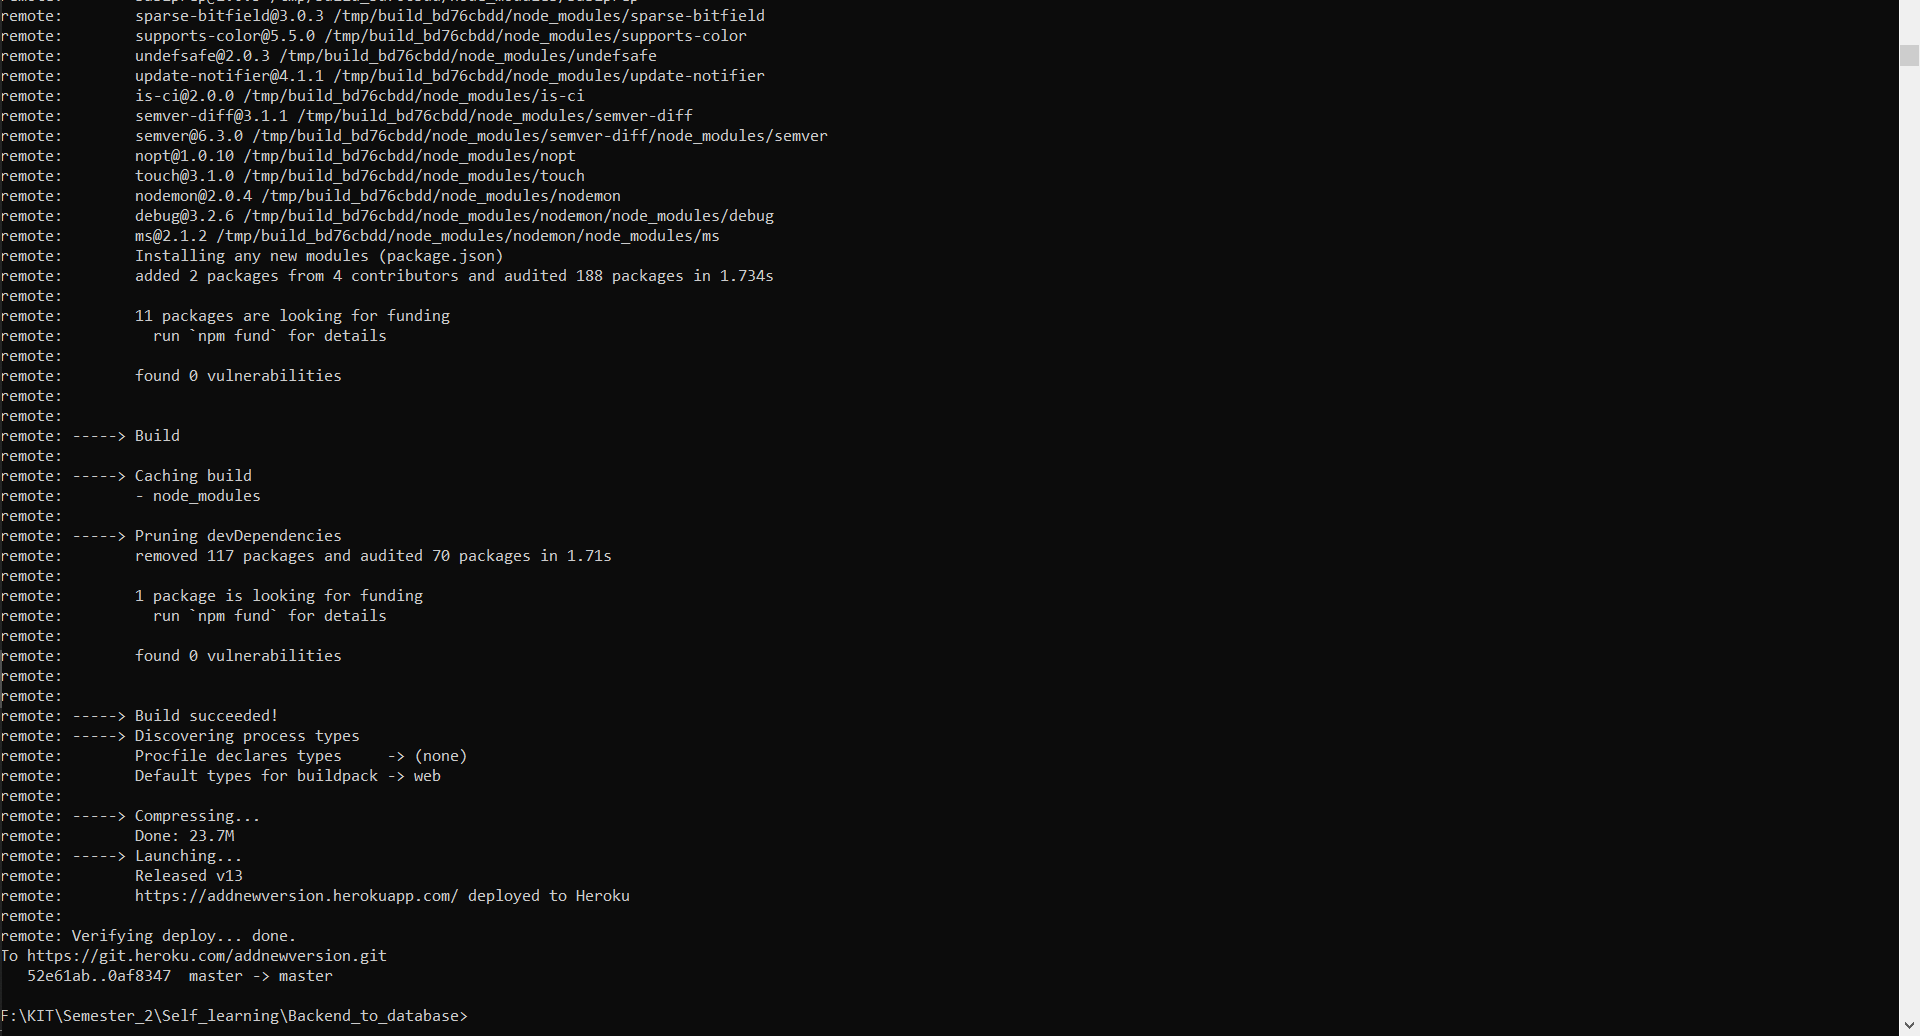 remote:        sparse-bitfield@3.0.3 /tmp/build_bd76cbdd/node_modules/sparse-bitfield
remote:        supports-color@5.5.0 /tmp/build_bd76cbdd/node_modules/supports-color
remote:        undefsafe@2.0.3 /tmp/build_bd76cbdd/node_modules/undefsafe
remote:        update-notifier@4.1.1 /tmp/build_bd76cbdd/node_modules/update-notifier
remote:        is-ci@2.0.0 /tmp/build_bd76cbdd/node_modules/is-ci
remote:        semver-diff@3.1.1 /tmp/build_bd76cbdd/node_modules/semver-diff
remote:        semver@6.3.0 /tmp/build_bd76cbdd/node_modules/semver-diff/node_modules/semver
remote:        nopt@1.0.10 /tmp/build_bd76cbdd/node_modules/nopt
remote:        touch@3.1.0 /tmp/build_bd76cbdd/node_modules/touch
remote:        nodemon@2.0.4 /tmp/build_bd76cbdd/node_modules/nodemon
remote:        debug@3.2.6 /tmp/build_bd76cbdd/node_modules/nodemon/node_modules/debug
remote:        ms@2.1.2 /tmp/build_bd76cbdd/node_modules/nodemon/node_modules/ms
remote:        Installing any new modules (package.json)
remote:        added 2 packages from 4 contributors and audited 188 packages in 1.734s
remote:
remote:        11 packages are looking for funding
remote:          run `npm fund` for details
remote:
remote:        found 0 vulnerabilities
remote:
remote:
remote: -----> Build
remote:
remote: -----> Caching build
remote:        - node_modules
remote:
remote: -----> Pruning devDependencies
remote:        removed 117 packages and audited 70 packages in 1.71s
remote:
remote:        1 package is looking for funding
remote:          run `npm fund` for details
remote:
remote:        found 0 vulnerabilities
remote:
remote:
remote: -----> Build succeeded!
remote: -----> Discovering process types
remote:        Procfile declares types     -> (none)
remote:        Default types for buildpack -> web
remote:
remote: -----> Compressing...
remote:        Done: 23.7M
remote: -----> Launching...
remote:        Released v13
remote:        https://addnewversion.herokuapp.com/ deployed to Heroku
remote:
remote: Verifying deploy... done.
To https://git.heroku.com/addnewversion.git
   52e61ab..0af8347  master -> master
F:\KIT\Semester_2\Self_learning\Backend_to_database>